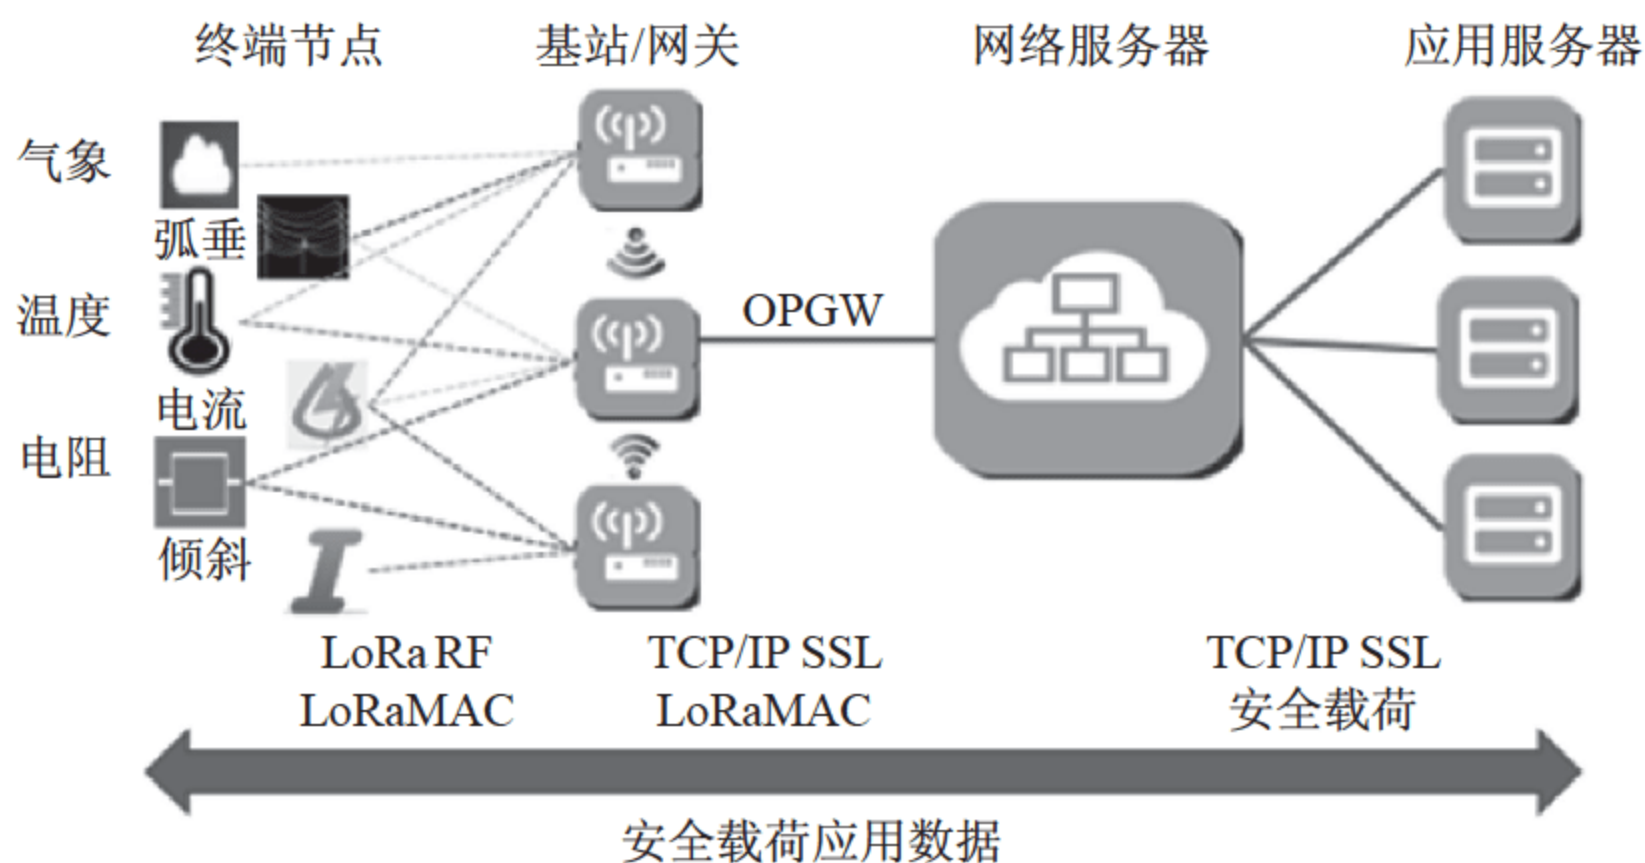 终端节点
基站/网关
网络服务器
应用服务器
气象
弧垂
温度
电流
电阻
倾斜
OPGW
LoRa RF
LoRaMAC
TCP/IP SSL
LoRaMAC
TCP/IP SSL
安全载荷
安全载荷应用数据